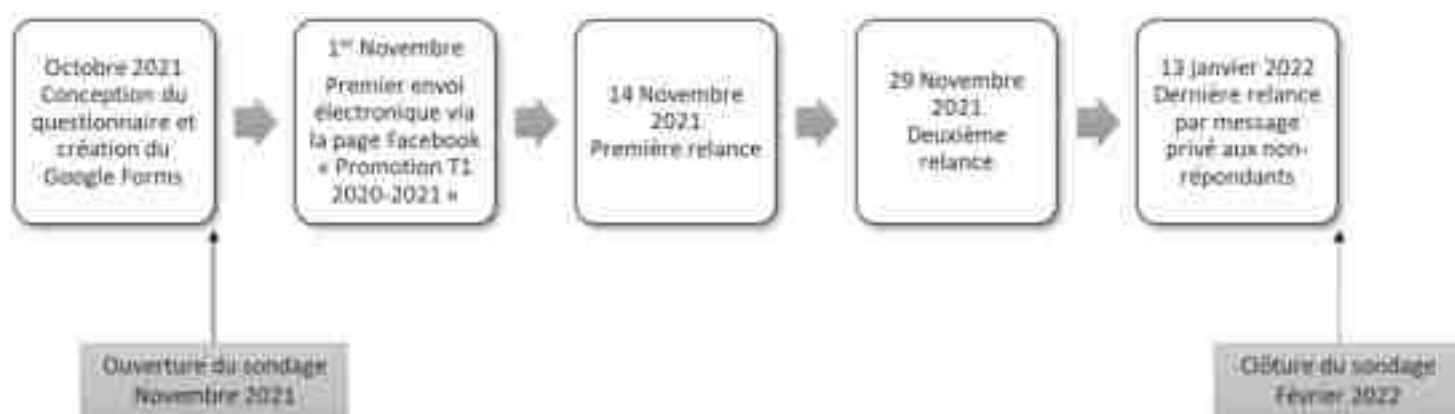 Octobre 2021
Conception du
questionnaire et
création du
Google Forms
1er Novembre
Premier envoi
électronique via
la page Facebook
« Promotion T1
2020-2021 »
14 Novembre
2021
Première relance
29 Novembre
2021
Deuxième
relance
13 Janvier 2022
Dernière relance
par message
privé aux non-
répondants
Ouverture du sondage
Novembre 2021
Clôture du sondage
Février 2022